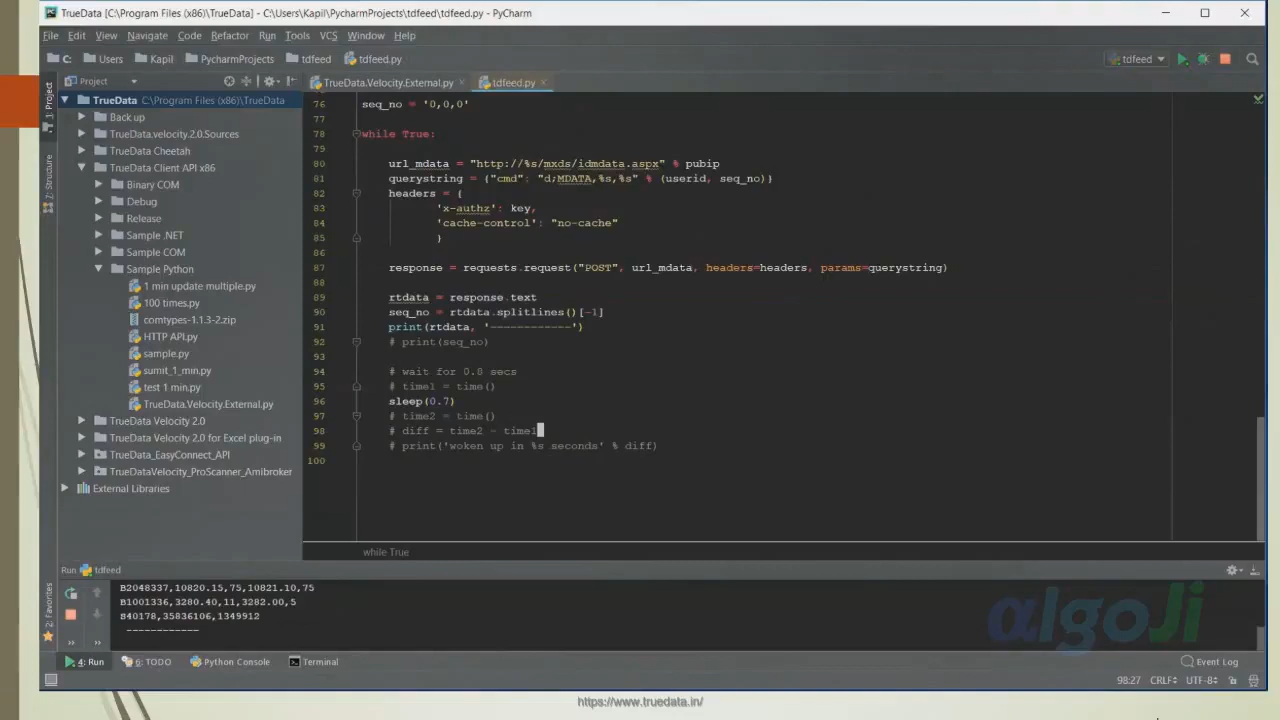 TrueData [C:\Program Files (x86)\TrueData] - C:\Users\Kapil\PycharmProjects\tdfeed\tdfeed.py - PyCharm
File Edit View Navigate Code Refactor Run Tools VCS Window Help
C: Users Kapil PycharmProjects tdfeed tdfeed.py tdfeed
Project TrueData.Velocity.External.py tdfeed.py
1: Project
7: Structure
2: Favorites
TrueData C:\Program Files (x86)\TrueData
Back up
TrueData.velocity.2.0.Sources
TrueData Cheetah
TrueData Client API x86
Binary COM
Debug
Release
Sample .NET
Sample COM
Sample Python
1 min update multiple.py
100 times.py
comtypes-1.1.3-2.zip
HTTP API.py
sample.py
sumit_1_min.py
test 1 min.py
TrueData.Velocity.External.py
TrueData Velocity 2.0
TrueData Velocity 2.0 for Excel plug-in
TrueData_EasyConnect_API
TrueDataVelocity_ProScanner_Amibroker
External Libraries
76 seq_no = '0,0,0'
77
78 while True:
79
80 url_mdata = "http://%s/mxds/idmdata.aspx" % pubip
81 querystring = {"cmd": "d;MDATA,%s,%s" % (userid, seq_no)}
82 headers = {
83 'x-authz': key,
84 'cache-control': "no-cache"
85 }
86
87 response = requests.request("POST", url_mdata, headers=headers, params=querystring)
88
89 rtdata = response.text
90 seq_no = rtdata.splitlines()[-1]
91 print(rtdata, '------------')
92 # print(seq_no)
93
94 # wait for 0.8 secs
95 # time1 = time()
96 sleep(0.7)
97 # time2 = time()
98 # diff = time2 - time1
99 # print('woken up in %s seconds' % diff)
100
while True
Run tdfeed
B2048337,10820.15,75,10821.10,75
B1001336,3280.40,11,3282.00,5
S40178,35836106,1349912
------------
algoJi
4: Run 6: TODO Python Console Terminal Event Log
98:27 CRLF UTF-8
https://www.truedata.in/